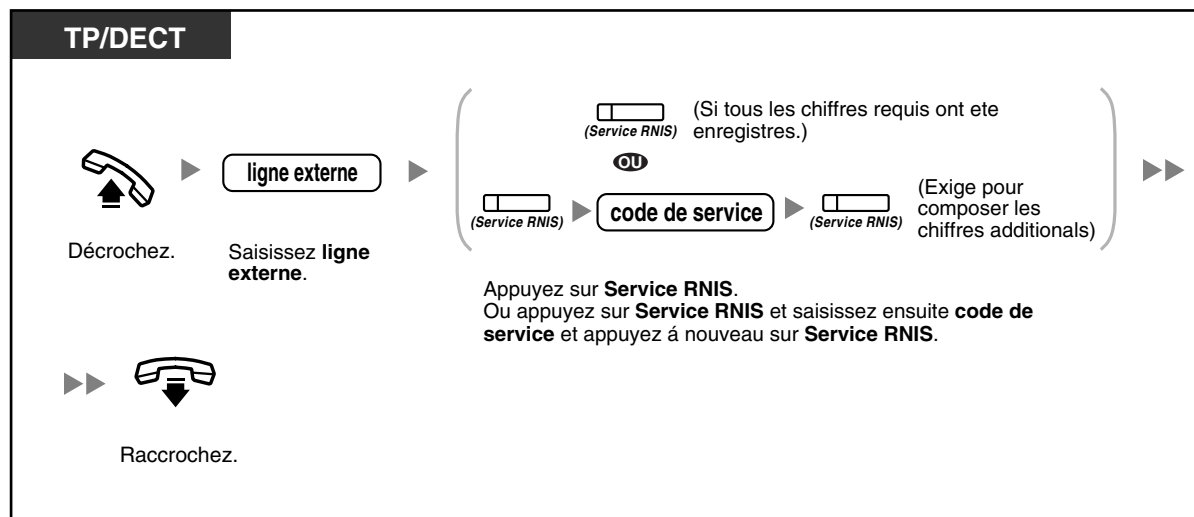 TP/DECT
(Service RNIS)
(Si tous les chiffres requis ont ete
enregistres.)
OU
ligne externe
(Service RNIS)
code de service
(Service RNIS)
(Exige pour
composer les
chiffres additionals)
Décrochez.
Saisissez ligne
externe.
Appuyez sur Service RNIS.
Ou appuyez sur Service RNIS et saisissez ensuite code de
service et appuyez á nouveau sur Service RNIS.
Raccrochez.